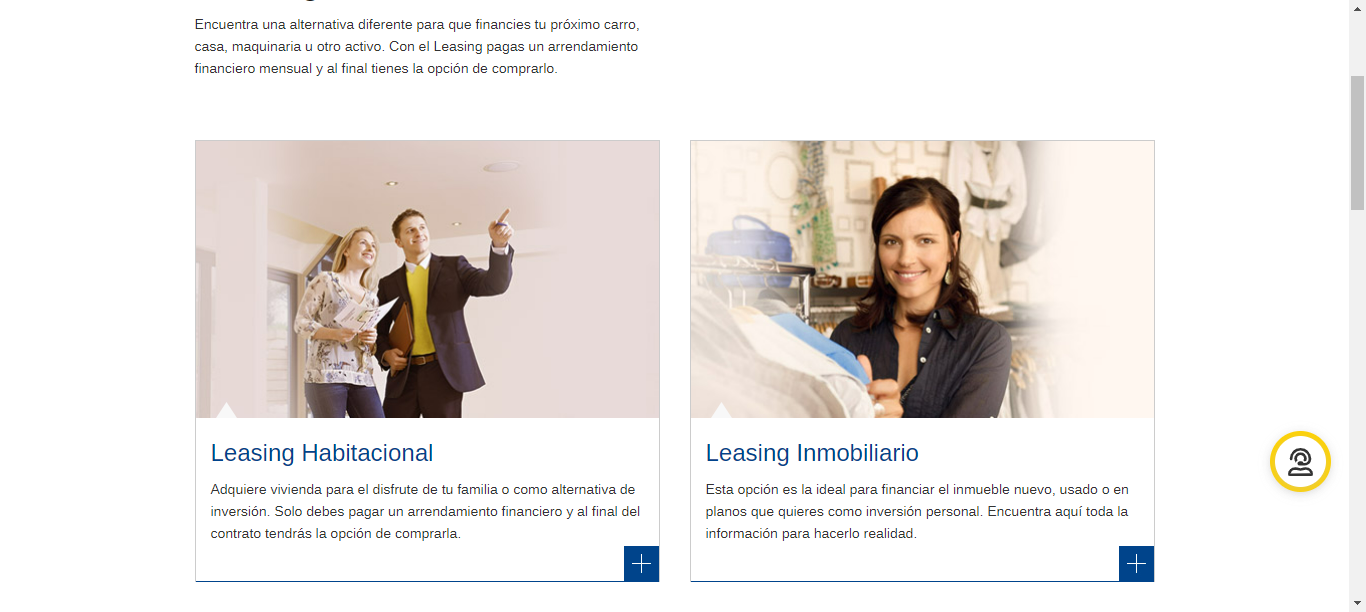 Encuentra una alternativa diferente para que financies tu próximo carro,
casa, maquinaria u otro activo. Con el Leasing pagas un arrendamiento
financiero mensual y al final tienes la opción de comprarlo.
Leasing Habitacional
Adquiere vivienda para el disfrute de tu familia o como alternativa de
inversión. Solo debes pagar un arrendamiento financiero y al final del
contrato tendrás la opción de comprarla.
Leasing Inmobiliario
Esta opción es la ideal para financiar el inmueble nuevo, usado o en
planos que quieres como inversión personal. Encuentra aquí toda la
información para hacerlo realidad.